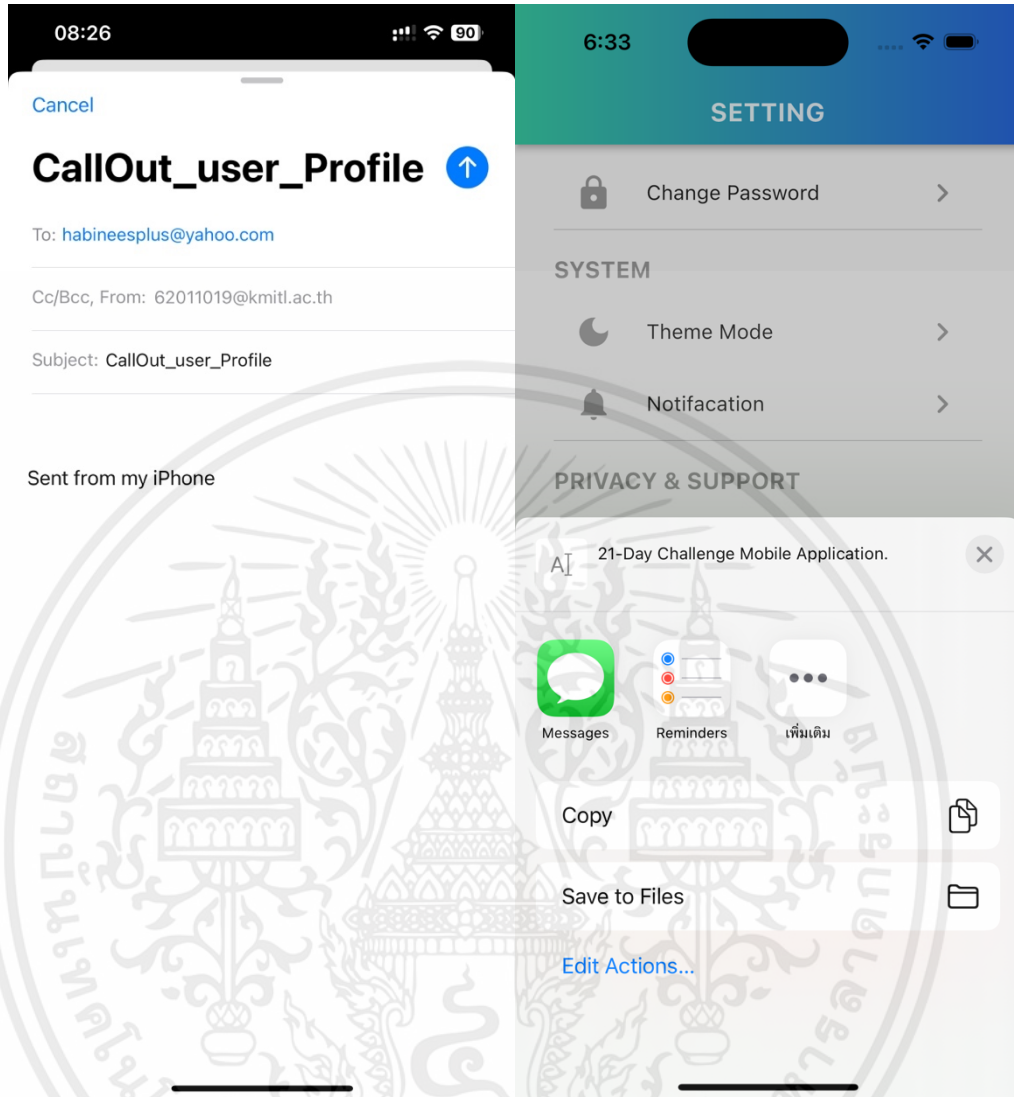 08:26
90
Cancel
CallOut_user_Profile
To: habineesplus@yahoo.com
Cc/Bcc, From: 62011019@kmitl.ac.th
Subject: CallOut_user_Profile
Sent from my iPhone
6:33
SETTING
Change Password
SYSTEM
Theme Mode
Notifacation
PRIVACY & SUPPORT
21-Day Challenge Mobile Application.
Messages
Reminders
เพิ่มเติม
Copy
Save to Files
Edit Actions...